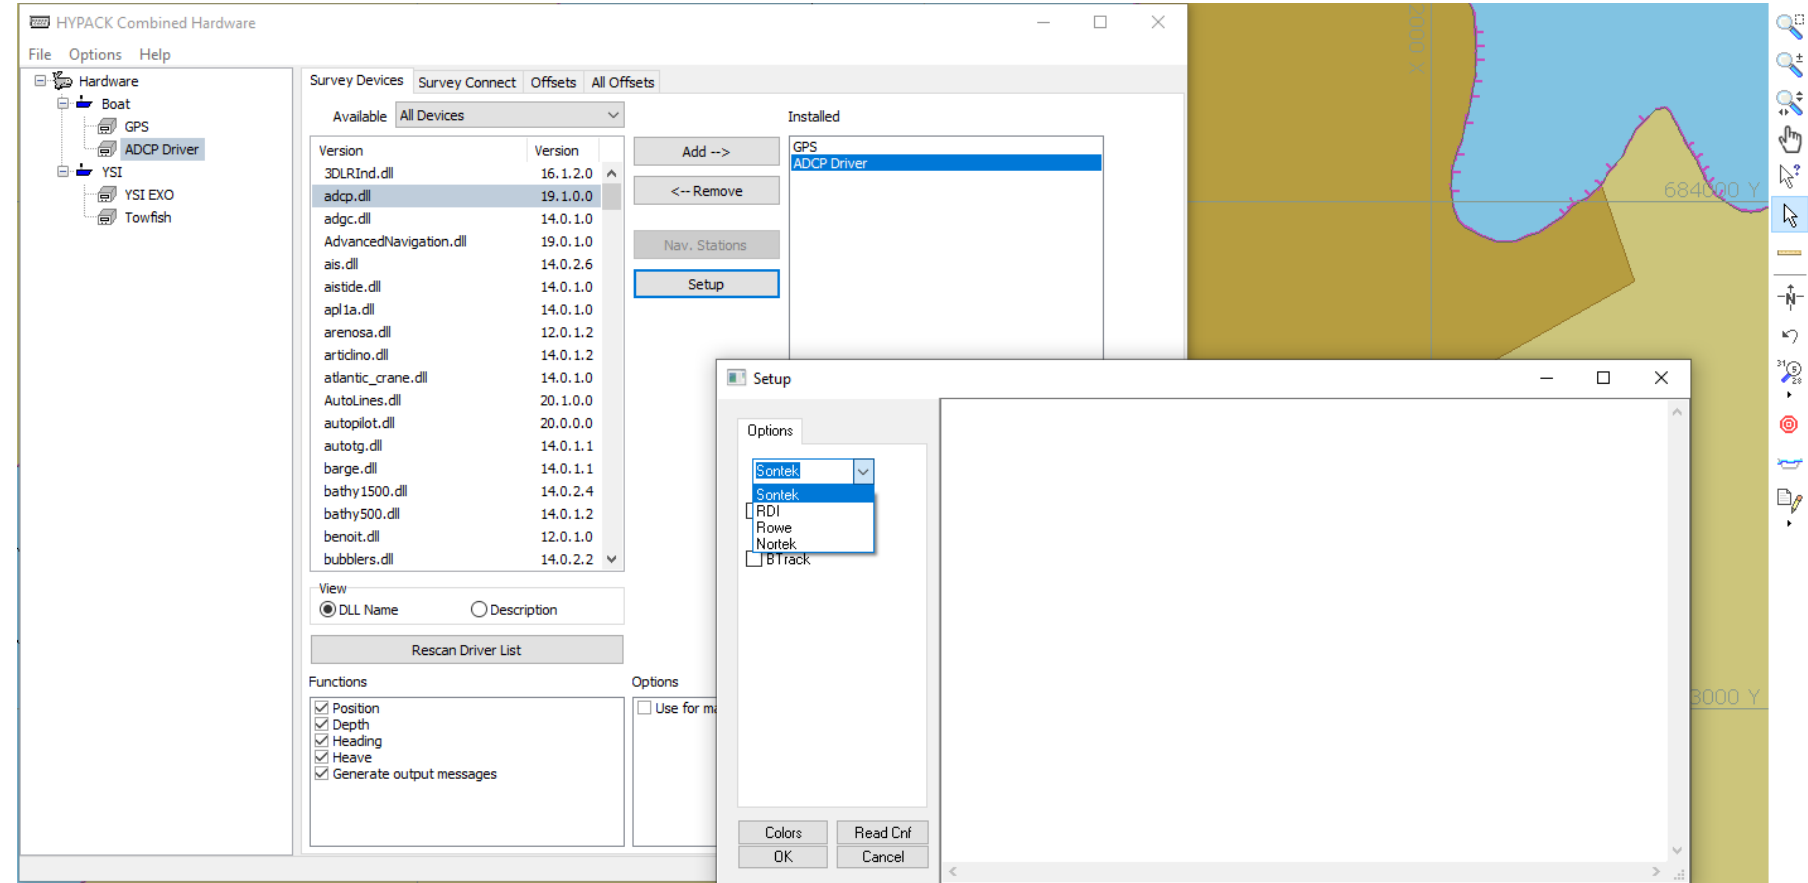 HYPACK Combined Hardware
File Options Help
Hardware
Boat
GPS
ADCP Driver
YSI
YSI EXO
Towfish
Survey Devices Survey Connect Offsets All Offsets
Available All Devices
Version Version
3DLRInd.dll 16.1.2.0
adcp.dll 19.1.0.0
adgc.dll 14.0.1.0
AdvancedNavigation.dll 19.0.1.0
ais.dll 14.0.2.6
aistide.dll 14.0.1.0
apl1a.dll 14.0.1.0
arenosa.dll 12.0.1.2
articlino.dll 14.0.1.2
atlantic_crane.dll 14.0.1.0
AutoLines.dll 20.1.0.0
autopilot.dll 20.0.0.0
autotg.dll 14.0.1.1
barge.dll 14.0.1.1
bathy1500.dll 14.0.2.4
bathy500.dll 14.0.1.2
benoit.dll 12.0.1.0
bubblers.dll 14.0.2.2
View
DLL Name Description
Rescan Driver List
Functions
Position
Depth
Heading
Heave
Generate output messages
Options
Use for ma
Add -->
<-- Remove
Nav. Stations
Setup
Installed
GPS
ADCP Driver
Setup
Options
Sontek
Sontek
RDI
Rowe
Nortek
BTrack
Colors Read Cnf
OK Cancel
684000 Y
3000 Y
N